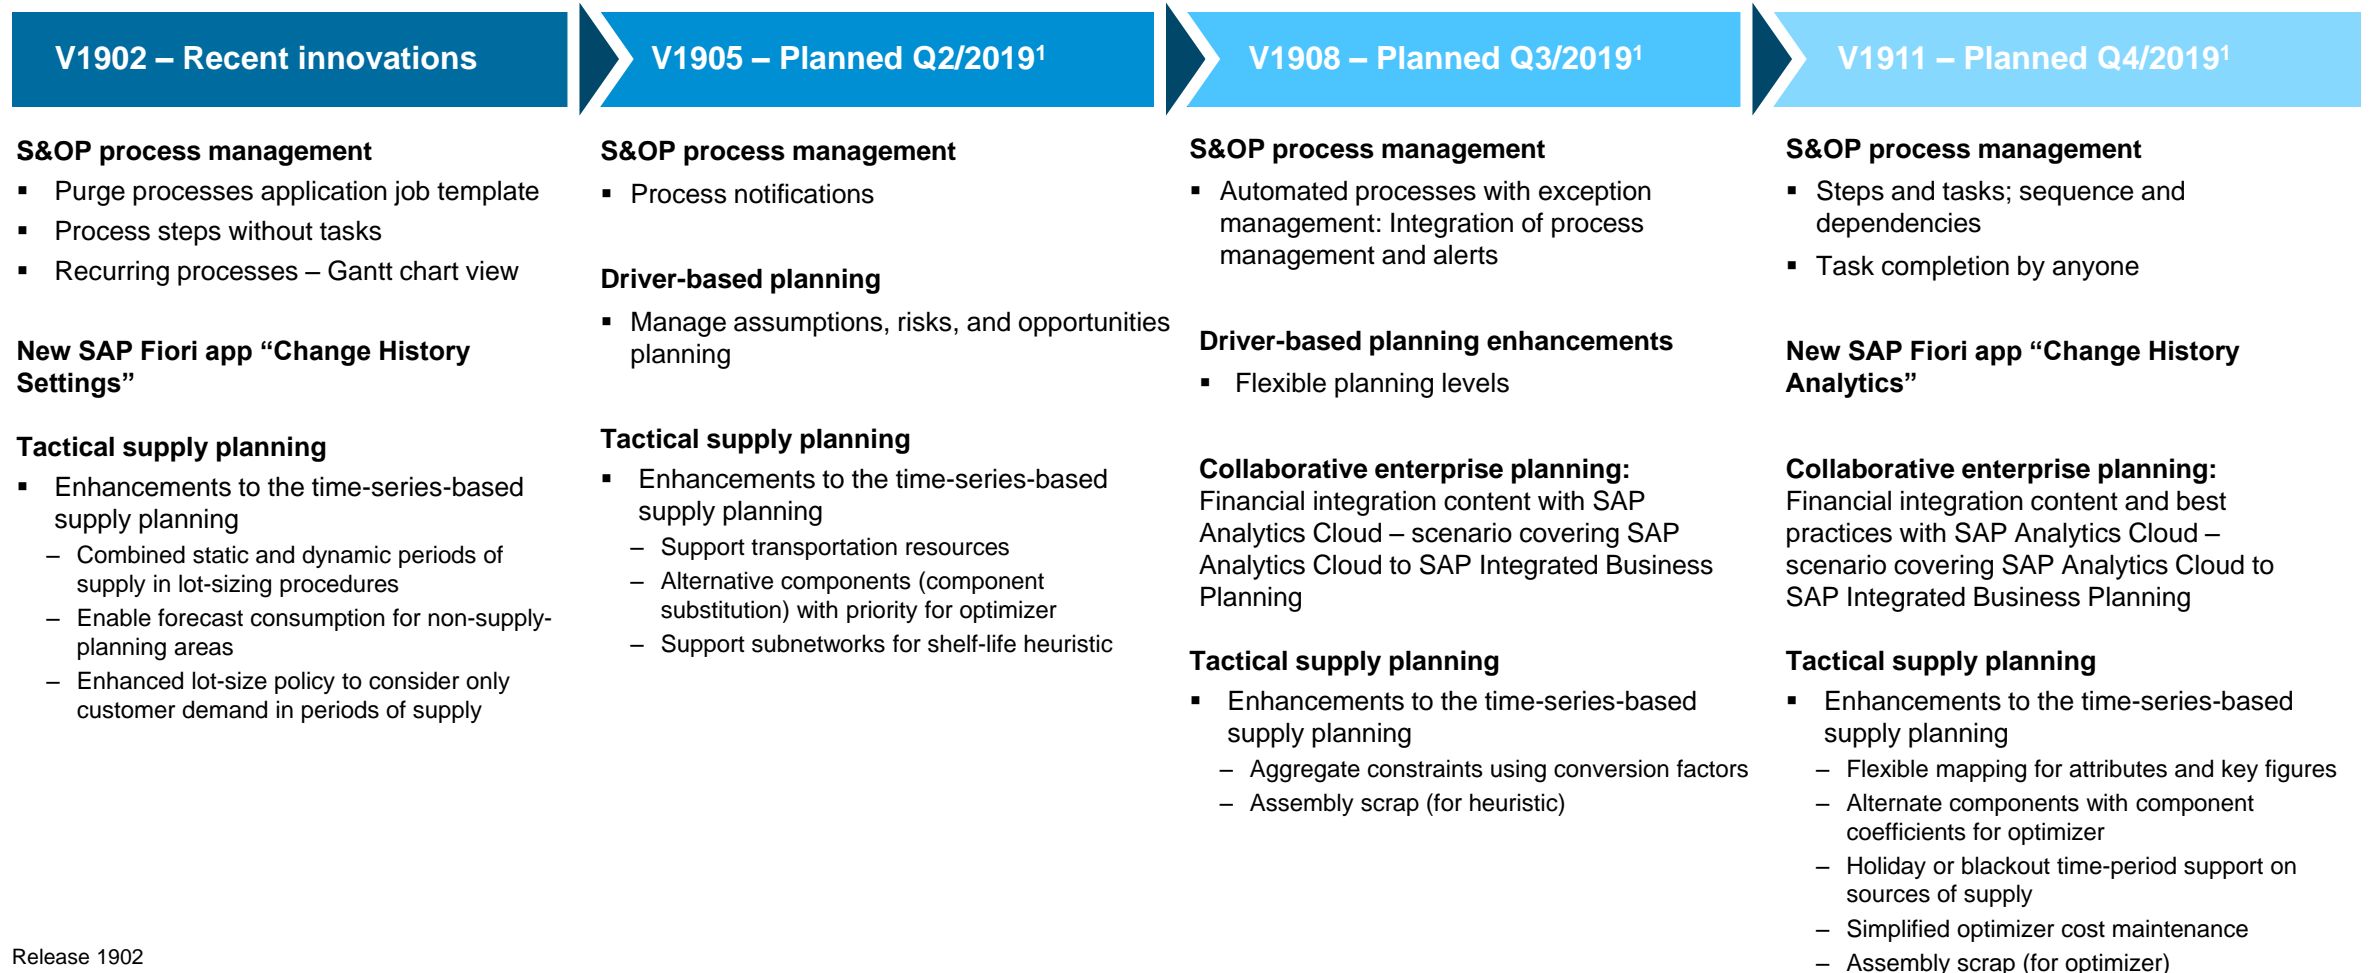 V1902 – Recent innovations
V1905 – Planned Q2/2019¹
V1908 – Planned Q3/2019¹
V1911 – Planned Q4/2019¹
S&OP process management
▪ Purge processes application job template
▪ Process steps without tasks
▪ Recurring processes – Gantt chart view
New SAP Fiori app “Change History
Settings”
Tactical supply planning
▪ Enhancements to the time-series-based
supply planning
– Combined static and dynamic periods of
supply in lot-sizing procedures
– Enable forecast consumption for non-supply-
planning areas
– Enhanced lot-size policy to consider only
customer demand in periods of supply
S&OP process management
▪ Process notifications
Driver-based planning
▪ Manage assumptions, risks, and opportunities
planning
Tactical supply planning
▪ Enhancements to the time-series-based
supply planning
– Support transportation resources
– Alternative components (component
substitution) with priority for optimizer
– Support subnetworks for shelf-life heuristic
S&OP process management
▪ Automated processes with exception
management: Integration of process
management and alerts
Driver-based planning enhancements
▪ Flexible planning levels
Collaborative enterprise planning:
Financial integration content with SAP
Analytics Cloud – scenario covering SAP
Analytics Cloud to SAP Integrated Business
Planning
Tactical supply planning
▪ Enhancements to the time-series-based
supply planning
– Aggregate constraints using conversion factors
– Assembly scrap (for heuristic)
S&OP process management
▪ Steps and tasks; sequence and
dependencies
▪ Task completion by anyone
New SAP Fiori app “Change History
Analytics”
Collaborative enterprise planning:
Financial integration content and best
practices with SAP Analytics Cloud –
scenario covering SAP Analytics Cloud to
SAP Integrated Business Planning
Tactical supply planning
▪ Enhancements to the time-series-based
supply planning
– Flexible mapping for attributes and key figures
– Alternate components with component
coefficients for optimizer
– Holiday or blackout time-period support on
sources of supply
– Simplified optimizer cost maintenance
– Assembly scrap (for optimizer)
Release 1902